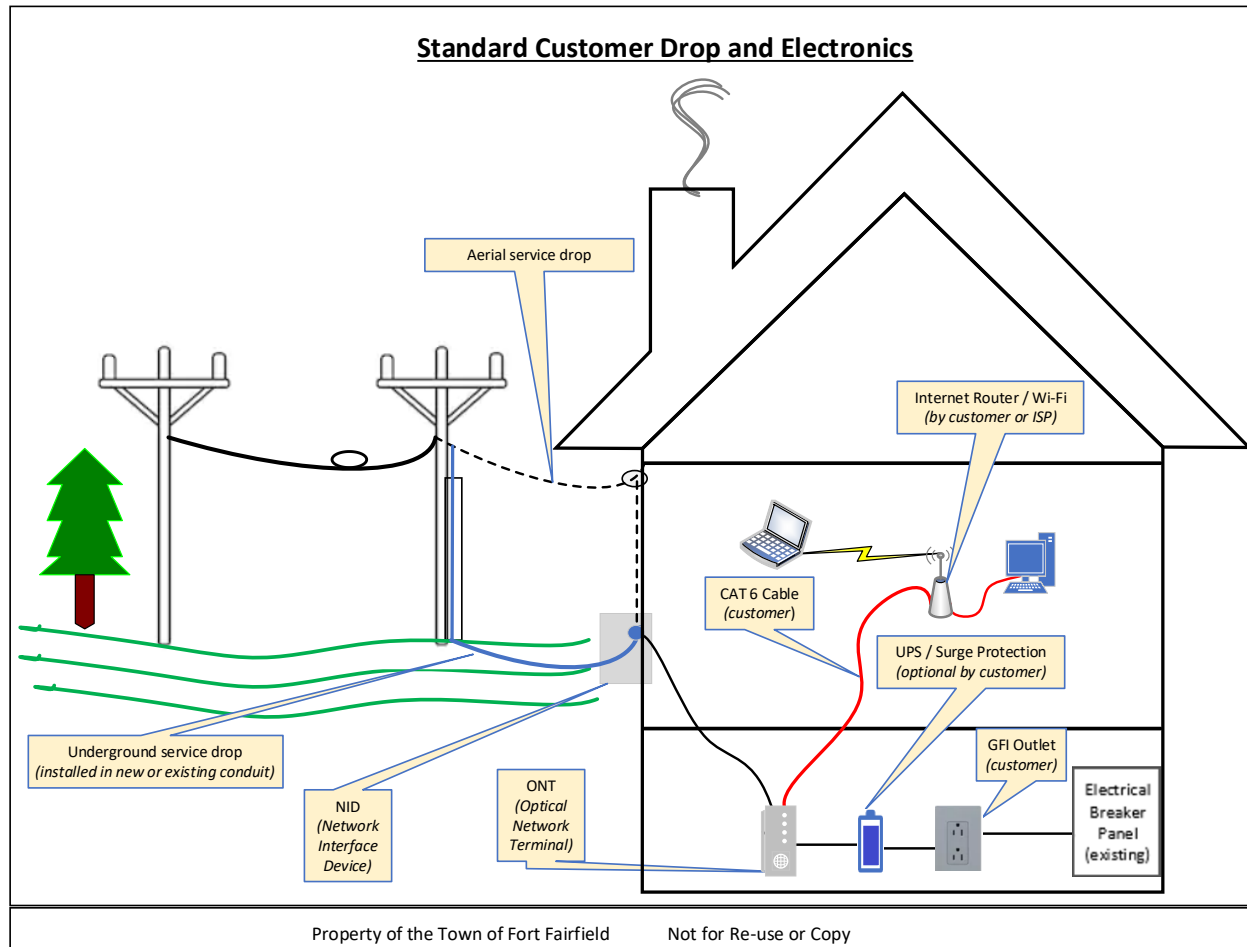 Standard Customer Drop and Electronics
Aerial service drop
Internet Router / Wi-Fi
(by customer or ISP)
CAT 6 Cable
(customer)
UPS / Surge Protection
(optional by customer)
Underground service drop
(installed in new or existing conduit)
NID
(Network
Interface
Device)
ONT
(Optical
Network
Terminal)
GFI Outlet
(customer)
Electrical
Breaker
Panel
(existing)
Property of the Town of Fort Fairfield Not for Re-use or Copy